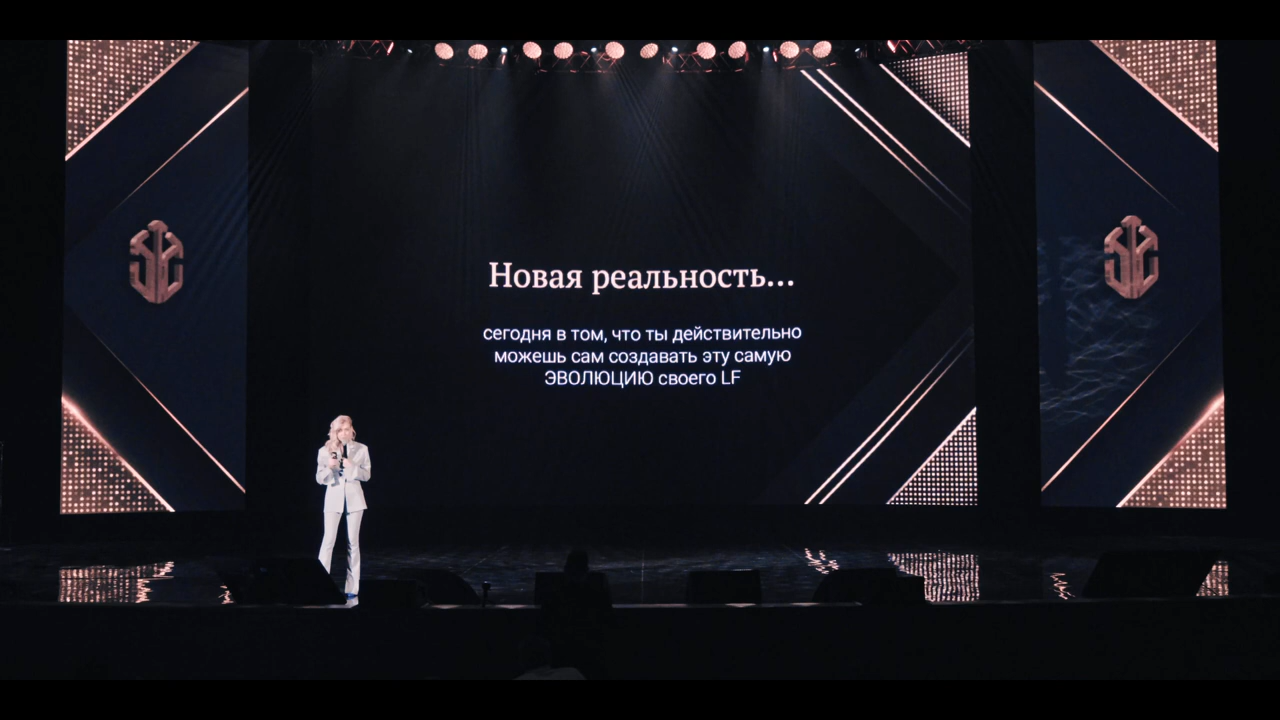 Новая реальность...
сегодня в том, что ты действительно
можешь сам создавать эту самую
ЭВОЛЮЦИЮ своего LF